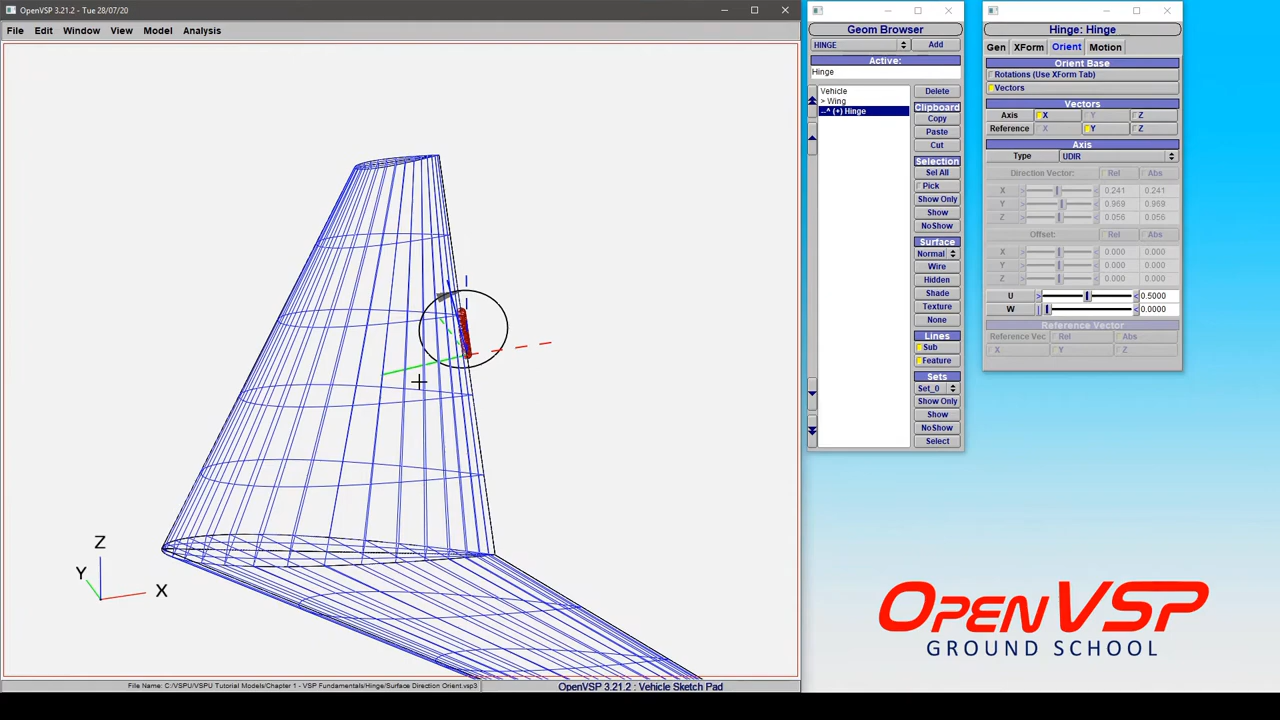 OpenVSP 3.21.2 - Tue 28/07/20
File Edit Window View Model Analysis
Z
Y
X
File Name: C:/VSPU/VSPU Tutorial Models/Chapter 1 - VSP Fundamentals/Hinge/Surface Direction Orient.vsp3
OpenVSP 3.21.2 : Vehicle Sketch Pad
Geom Browser
HINGE Add
Active:
Hinge
Vehicle
> Wing
--^ (+) Hinge
Delete
Clipboard
Copy
Paste
Cut
Selection
Sel All
Pick
Show Only
Show
NoShow
Surface
Normal
Wire
Hidden
Shade
Texture
None
Lines
Sub
Feature
Sets
Set_0
Show Only
Show
NoShow
Select
Hinge: Hinge
Gen XForm Orient Motion
Orient Base
Rotations (Use XForm Tab)
Vectors
Vectors
Axis X Y Z
Reference X Y Z
Axis
Type UDIR
Direction Vector: Rel Abs
X > < 0.241 0.241
Y > < 0.969 0.969
Z > < 0.056 0.056
Offset: Rel Abs
X > < 0.000 0.000
Y > < 0.000 0.000
Z > < 0.000 0.000
U > < 0.5000
W | < 0.0000
Reference Vector
Reference Vec Rel Abs
X Y Z
OpenVSP
GROUND SCHOOL